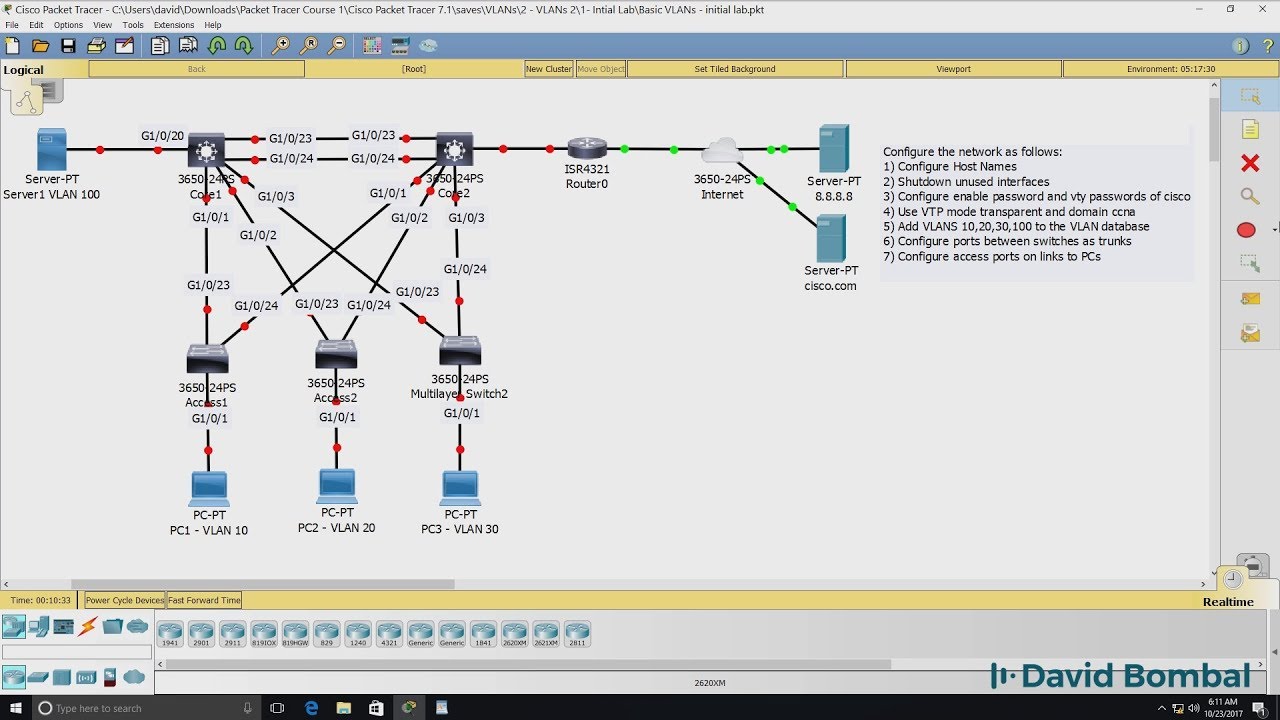 Cisco Packet Tracer - C:\Users\david\Downloads\Packet Tracer Course 1\Cisco Packet Tracer 7.1\saves\VLANs\2 - VLANs 2\1- Intial Lab\Basic VLANs - initial lab.pkt
File Edit Options View Tools Extensions Help
Logical
Back
[Root]
New Cluster
Move Object
Set Tiled Background
Viewport
Environment: 05:17:30
G1/0/20
G1/0/23
G1/0/23
G1/0/24
G1/0/24
Server-PT
Server1 VLAN 100
3650-24PS
Core1
3650-24PS
Core2
ISR4321
Router0
3650-24PS
Internet
Server-PT
8.8.8.8
Server-PT
cisco.com
Configure the network as follows:
1) Configure Host Names
2) Shutdown unused interfaces
3) Configure enable password and vty passwords of cisco
4) Use VTP mode transparent and domain ccna
5) Add VLANS 10,20,30,100 to the VLAN database
6) Configure ports between switches as trunks
7) Configure access ports on links to PCs
G1/0/3
G1/0/1
G1/0/1
G1/0/2
G1/0/3
G1/0/2
G1/0/24
G1/0/23
G1/0/24
G1/0/23
G1/0/24
G1/0/23
3650-24PS
Access1
3650-24PS
Access2
3650-24PS
Multilayer Switch2
G1/0/1
G1/0/1
G1/0/1
PC-PT
PC1 - VLAN 10
PC-PT
PC2 - VLAN 20
PC-PT
PC3 - VLAN 30
Time: 00:10:33
Power Cycle Devices
Fast Forward Time
Realtime
1941 2901 2911 819IOX 819HGW 829 1240 4321 Generic Generic 1841 2620XM 2621XM 2811
2620XM
David Bombal
Type here to search
6:11 AM
10/23/2017